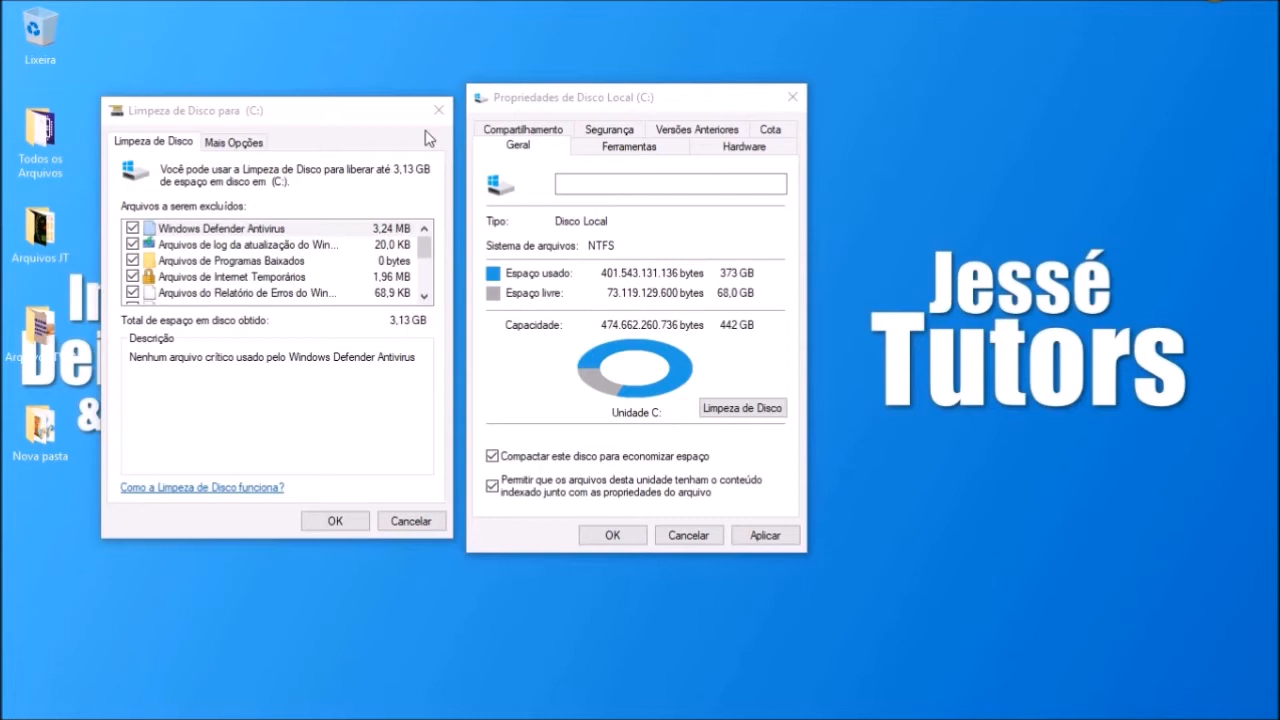 Lixeira
Todos os
Arquivos
Arquivos JT
Nova pasta
Limpeza de Disco para (C:)
Limpeza de Disco
Mais Opções
Você pode usar a Limpeza de Disco para liberar até 3,13 GB
de espaço em disco em (C:).
Arquivos a serem excluídos:
Windows Defender Antivirus 3,24 MB
Arquivos de log da atualização do Win... 20,0 KB
Arquivos de Programas Baixados 0 bytes
Arquivos de Internet Temporários 1,96 MB
Arquivos do Relatório de Erros do Win... 68,9 KB
Total de espaço em disco obtido: 3,13 GB
Descrição
Nenhum arquivo crítico usado pelo Windows Defender Antivirus
Como a Limpeza de Disco funciona?
OK
Cancelar
Propriedades de Disco Local (C:)
Compartilhamento
Segurança
Versões Anteriores
Cota
Geral
Ferramentas
Hardware
Tipo: Disco Local
Sistema de arquivos: NTFS
Espaço usado: 401.543.131.136 bytes 373 GB
Espaço livre: 73.119.129.600 bytes 68,0 GB
Capacidade: 474.662.260.736 bytes 442 GB
Unidade C:
Limpeza de Disco
Compactar este disco para economizar espaço
Permitir que os arquivos desta unidade tenham o conteúdo
indexado junto com as propriedades do arquivo
OK
Cancelar
Aplicar
Jessé
Tutors